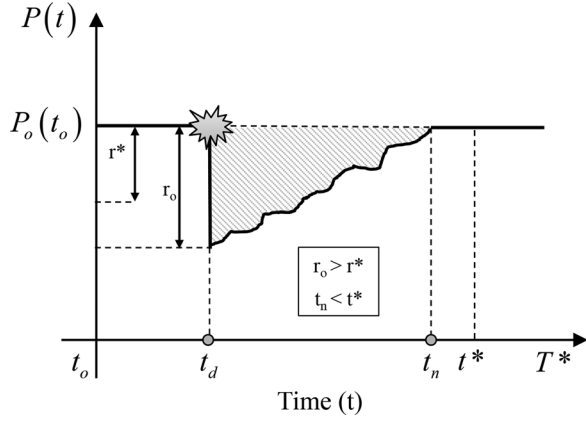 P(t)
P_o(t_o)
r*
r_o
r_o > r*
t_n < t*
t_o
t_d
t_n
t*
T*
Time (t)